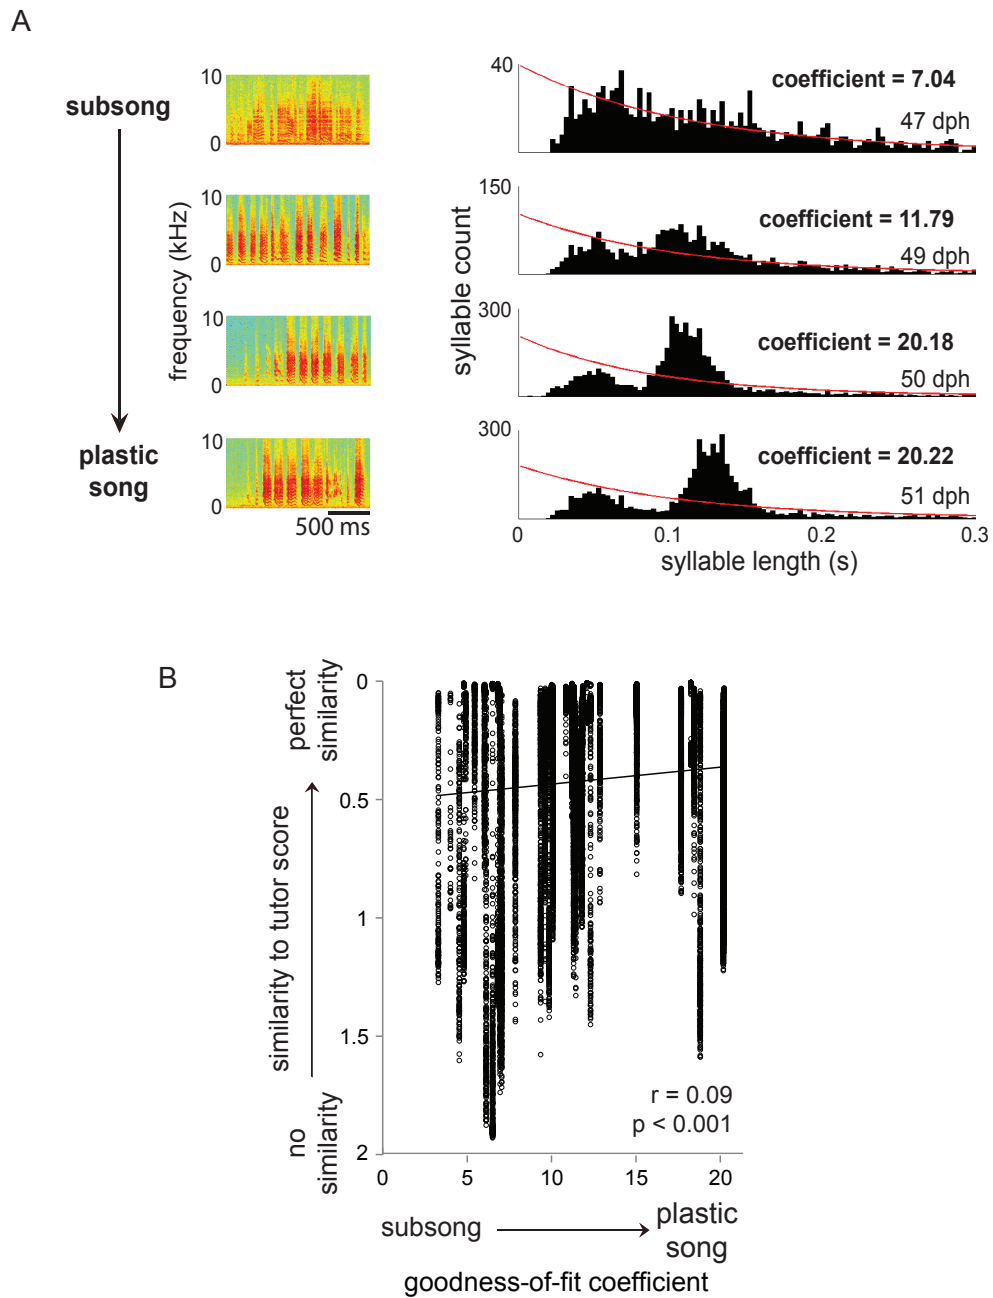 A
subsong
plastic
song
frequency (kHz)
10
0
10
0
10
0
10
0
500 ms
syllable count
40
coefficient = 7.04
47 dph
150
coefficient = 11.79
49 dph
300
coefficient = 20.18
50 dph
300
coefficient = 20.22
51 dph
0
0.1
0.2
0.3
syllable length (s)
B
perfect
similarity
similarity to tutor score
no
similarity
0
0.5
1
1.5
2
r = 0.09
p < 0.001
0
5
10
15
20
subsong
plastic
song
goodness-of-fit coefficient